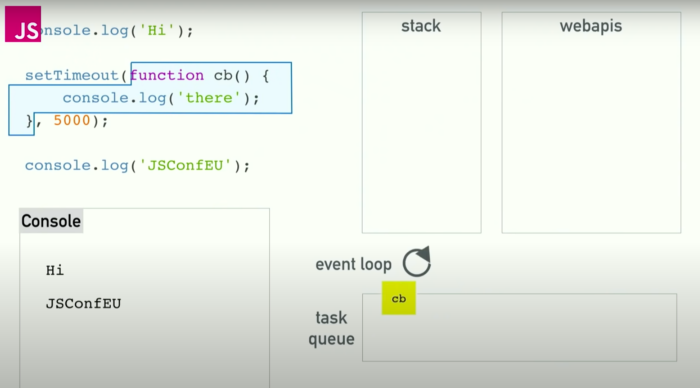 JS
console.log('Hi');
setTimeout(function cb() {
console.log('there');
}, 5000);
console.log('JSConfEU');
Console
Hi
JSConfEU
stack
webapis
event loop
cb
task
queue